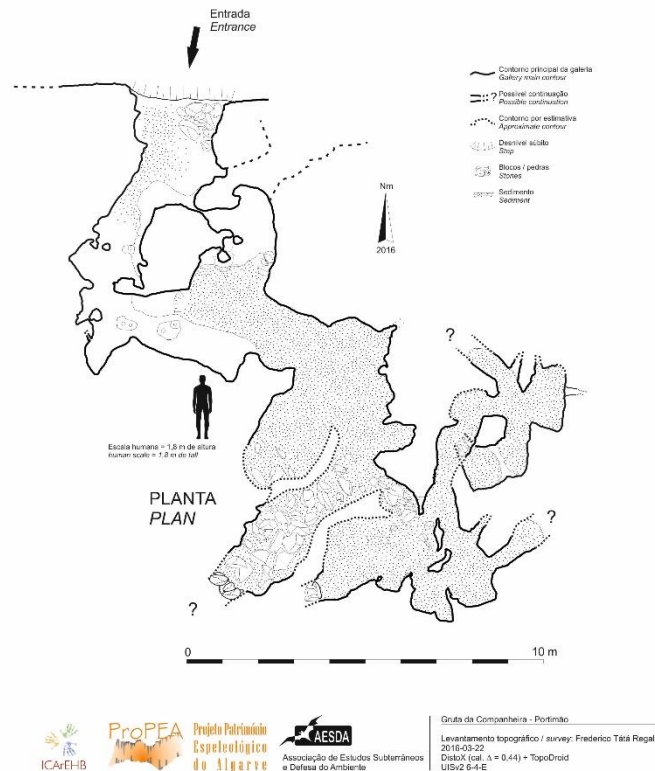 Entrada
Entrance
Contorno principal da galeria
Gallery main contour
? Possível continuação
Possible continuation
Contorno por estimativa
Approximate contour
Desnível súbito
Step
Blocos / pedras
Stones
Sedimento
Sediment
Nm
2016
?
Escala humana = 1,8 m de altura
human scale = 1,8 m de tall
PLANTA
PLAN
?
?
0 10 m
ICArEHB
ProPEA
Projeto Património
Espeleológico
do Algarve
AESDA
Associação de Estudos Subterrâneos
e Defesa do Ambiente
Gruta da Companheira - Portimão
Levantamento topográfico / survey: Frederico Tátá Regala
2016-03-22
DistoX (cal. Δ = 0,44) + TopoDroid
UISv2 6-4-E